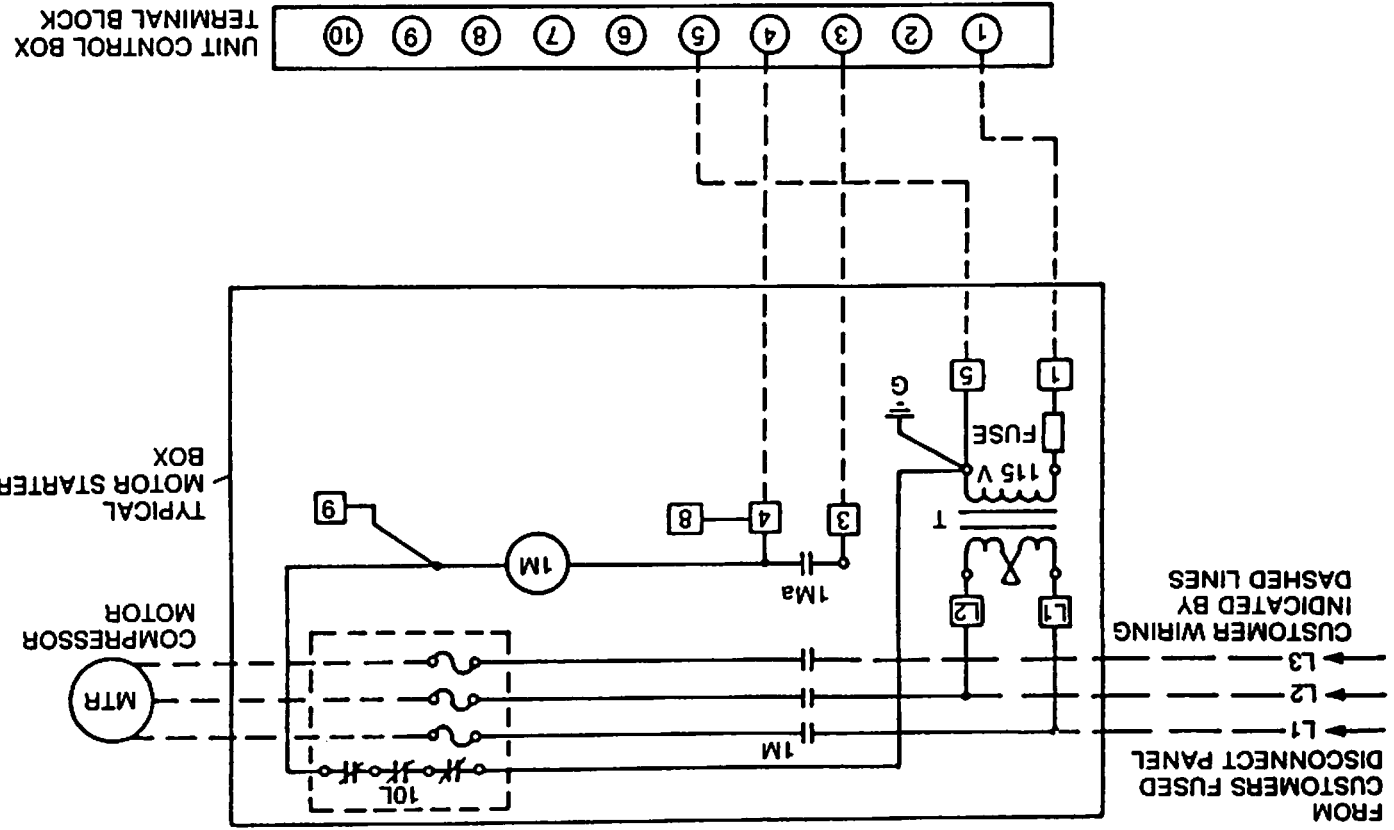 FROM
CUSTOMERS FUSED
DISCONNECT PANEL
1OL
L1
1M
L2
MTR
L3
COMPRESSOR
MOTOR
CUSTOMER WIRING
INDICATED BY
DASHED LINES
L1
L2
1Ma
1M
T
3
4
8
9
115 V
FUSE
G
TYPICAL
MOTOR STARTER
BOX
1
5
1 2 3 4 5 6 7 8 9 10
UNIT CONTROL BOX
TERMINAL BLOCK